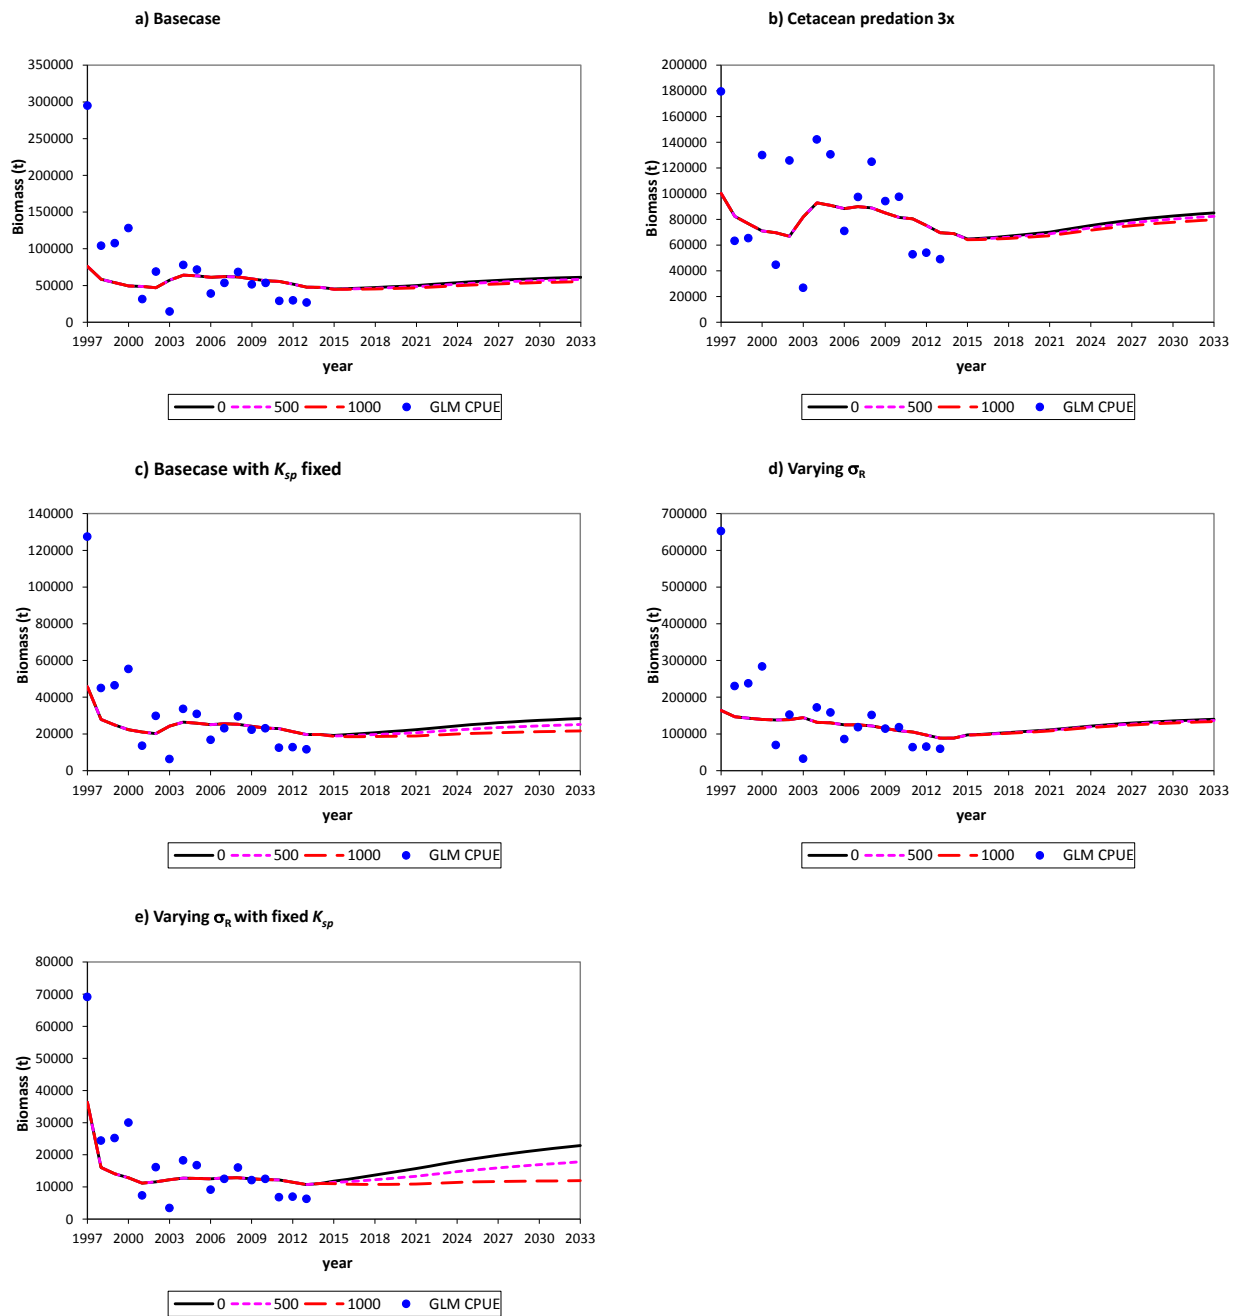 a) Basecase
350000
300000
250000
200000
150000
100000
50000
0
Biomass (t)
1997 2000 2003 2006 2009 2012 2015 2018 2021 2024 2027 2030 2033
year
0 500 1000 GLM CPUE
b) Cetacean predation 3x
200000
180000
160000
140000
120000
100000
80000
60000
40000
20000
0
Biomass (t)
1997 2000 2003 2006 2009 2012 2015 2018 2021 2024 2027 2030 2033
year
0 500 1000 GLM CPUE
c) Basecase with Ksp fixed
140000
120000
100000
80000
60000
40000
20000
0
Biomass (t)
1997 2000 2003 2006 2009 2012 2015 2018 2021 2024 2027 2030 2033
year
0 500 1000 GLM CPUE
d) Varying σR
700000
600000
500000
400000
300000
200000
100000
0
Biomass (t)
1997 2000 2003 2006 2009 2012 2015 2018 2021 2024 2027 2030 2033
year
0 500 1000 GLM CPUE
e) Varying σR with fixed Ksp
80000
70000
60000
50000
40000
30000
20000
10000
0
Biomass (t)
1997 2000 2003 2006 2009 2012 2015 2018 2021 2024 2027 2030 2033
year
0 500 1000 GLM CPUE